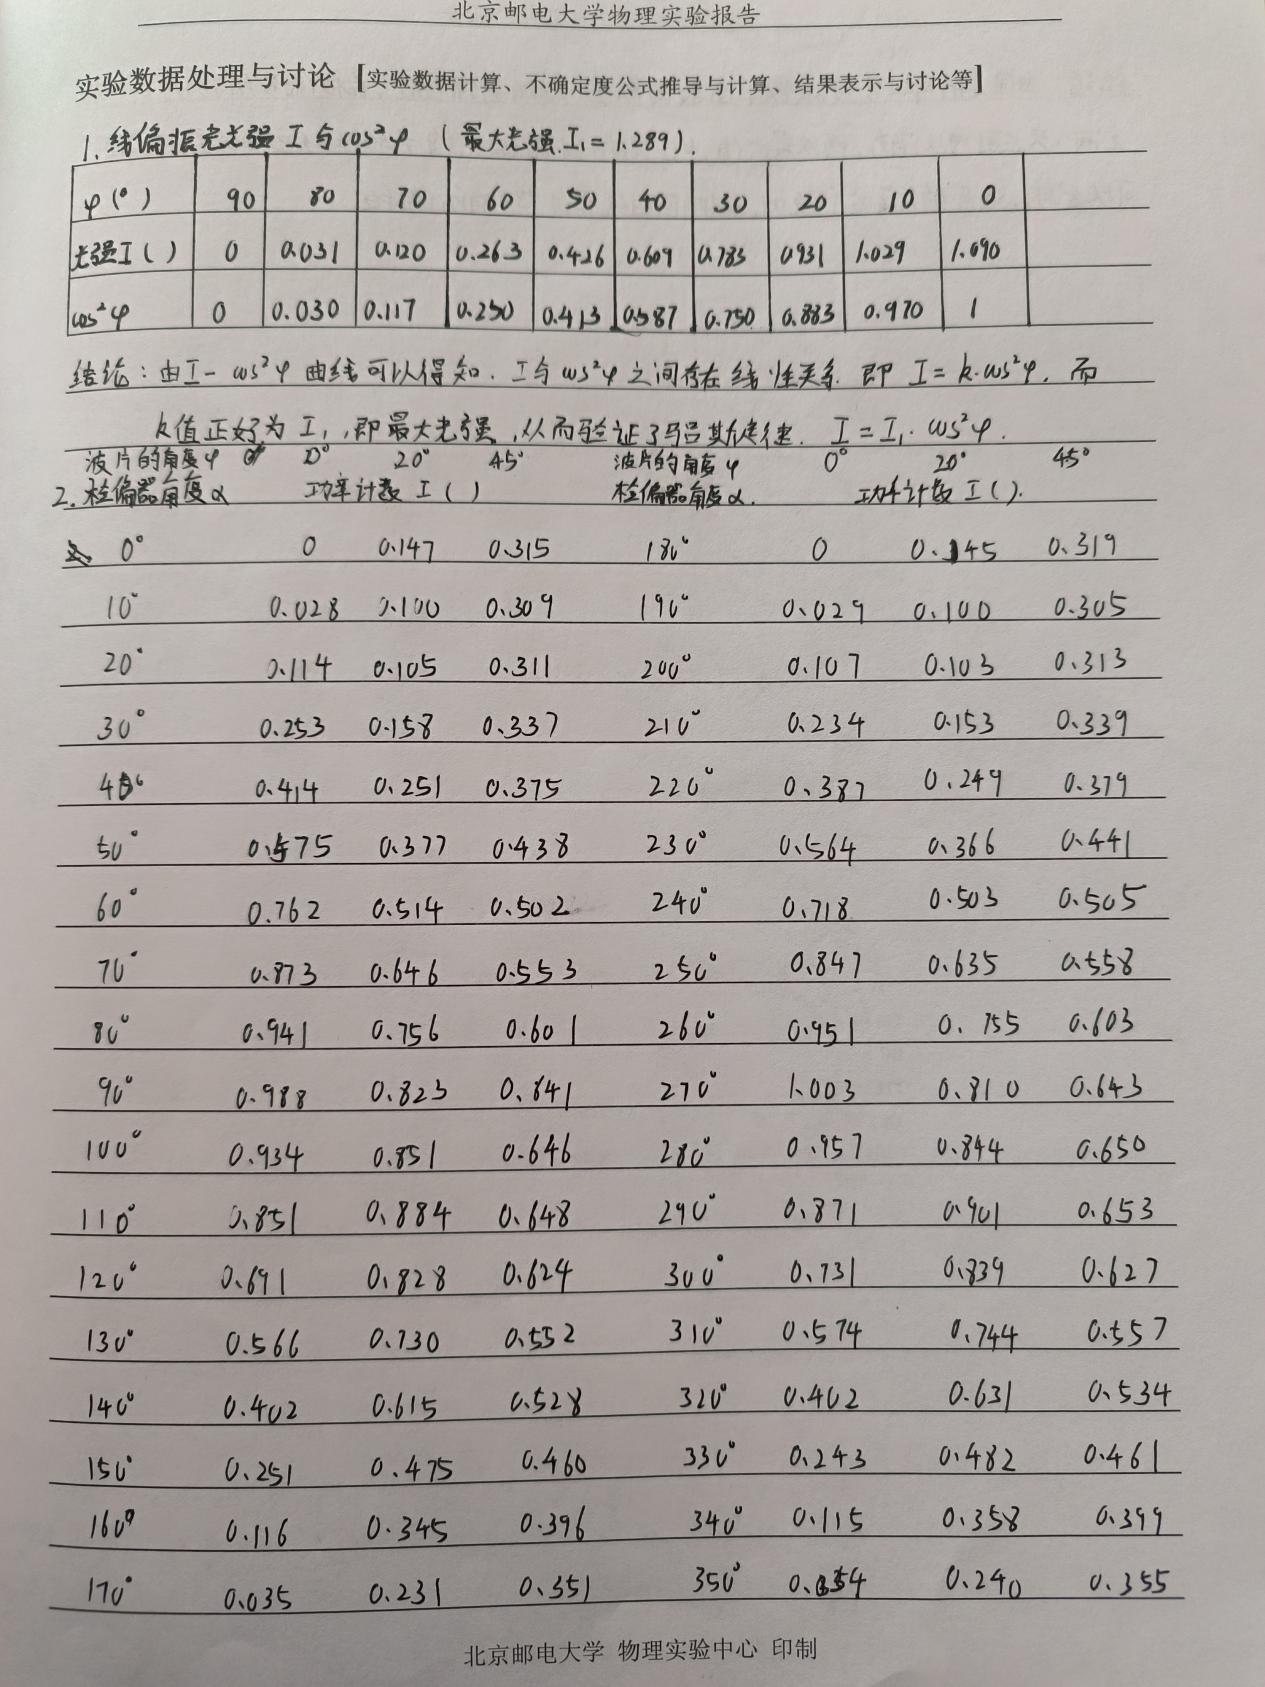 北京邮电大学物理实验报告
实验数据处理与讨论 [实验数据计算、不确定度公式推导与计算、结果表示与讨论等]
1. 线偏振光光强 I 与 cos²φ (最大光强 I₁ = 1.289).
φ(°) 90 80 70 60 50 40 30 20 10 0
光强I( ) 0 0.031 0.120 0.263 0.426 0.609 0.785 0.931 1.029 1.090
cos²φ 0 0.030 0.117 0.250 0.413 0.587 0.750 0.883 0.970 1
结论:由I - cos²φ 曲线可以得知. I与cos²φ之间存在线性关系. 即 I = k·cos²φ. 而
k值正好为 I₁,即最大光强,从而验证了马吕斯定律. I = I₁·cos²φ.
波片的角度φ 0° 20° 45° 波片的角度φ 0° 20° 45°
2. 检偏器角度α 功率计数 I ( ) 检偏器角度α. 功率计数 I ( ).
0° 0 0.147 0.315 180° 0 0.145 0.319
10° 0.028 0.100 0.309 190° 0.029 0.100 0.305
20° 0.114 0.105 0.311 200° 0.107 0.103 0.313
30° 0.253 0.158 0.337 210° 0.234 0.153 0.339
40° 0.414 0.251 0.375 220° 0.387 0.249 0.379
50° 0.575 0.377 0.438 230° 0.564 0.366 0.441
60° 0.762 0.514 0.502 240° 0.718 0.503 0.505
70° 0.873 0.646 0.553 250° 0.847 0.635 0.558
80° 0.941 0.756 0.601 260° 0.951 0.755 0.603
90° 0.988 0.823 0.841 270° 1.003 0.810 0.643
100° 0.934 0.851 0.646 280° 0.957 0.844 0.650
110° 0.851 0.884 0.648 290° 0.871 0.901 0.653
120° 0.691 0.828 0.624 300° 0.731 0.839 0.627
130° 0.566 0.730 0.552 310° 0.574 0.744 0.557
140° 0.402 0.615 0.528 320° 0.402 0.631 0.534
150° 0.251 0.475 0.460 330° 0.243 0.482 0.461
160° 0.116 0.345 0.396 340° 0.115 0.358 0.399
170° 0.035 0.231 0.351 350° 0.240 0.355
北京邮电大学 物理实验中心 印制